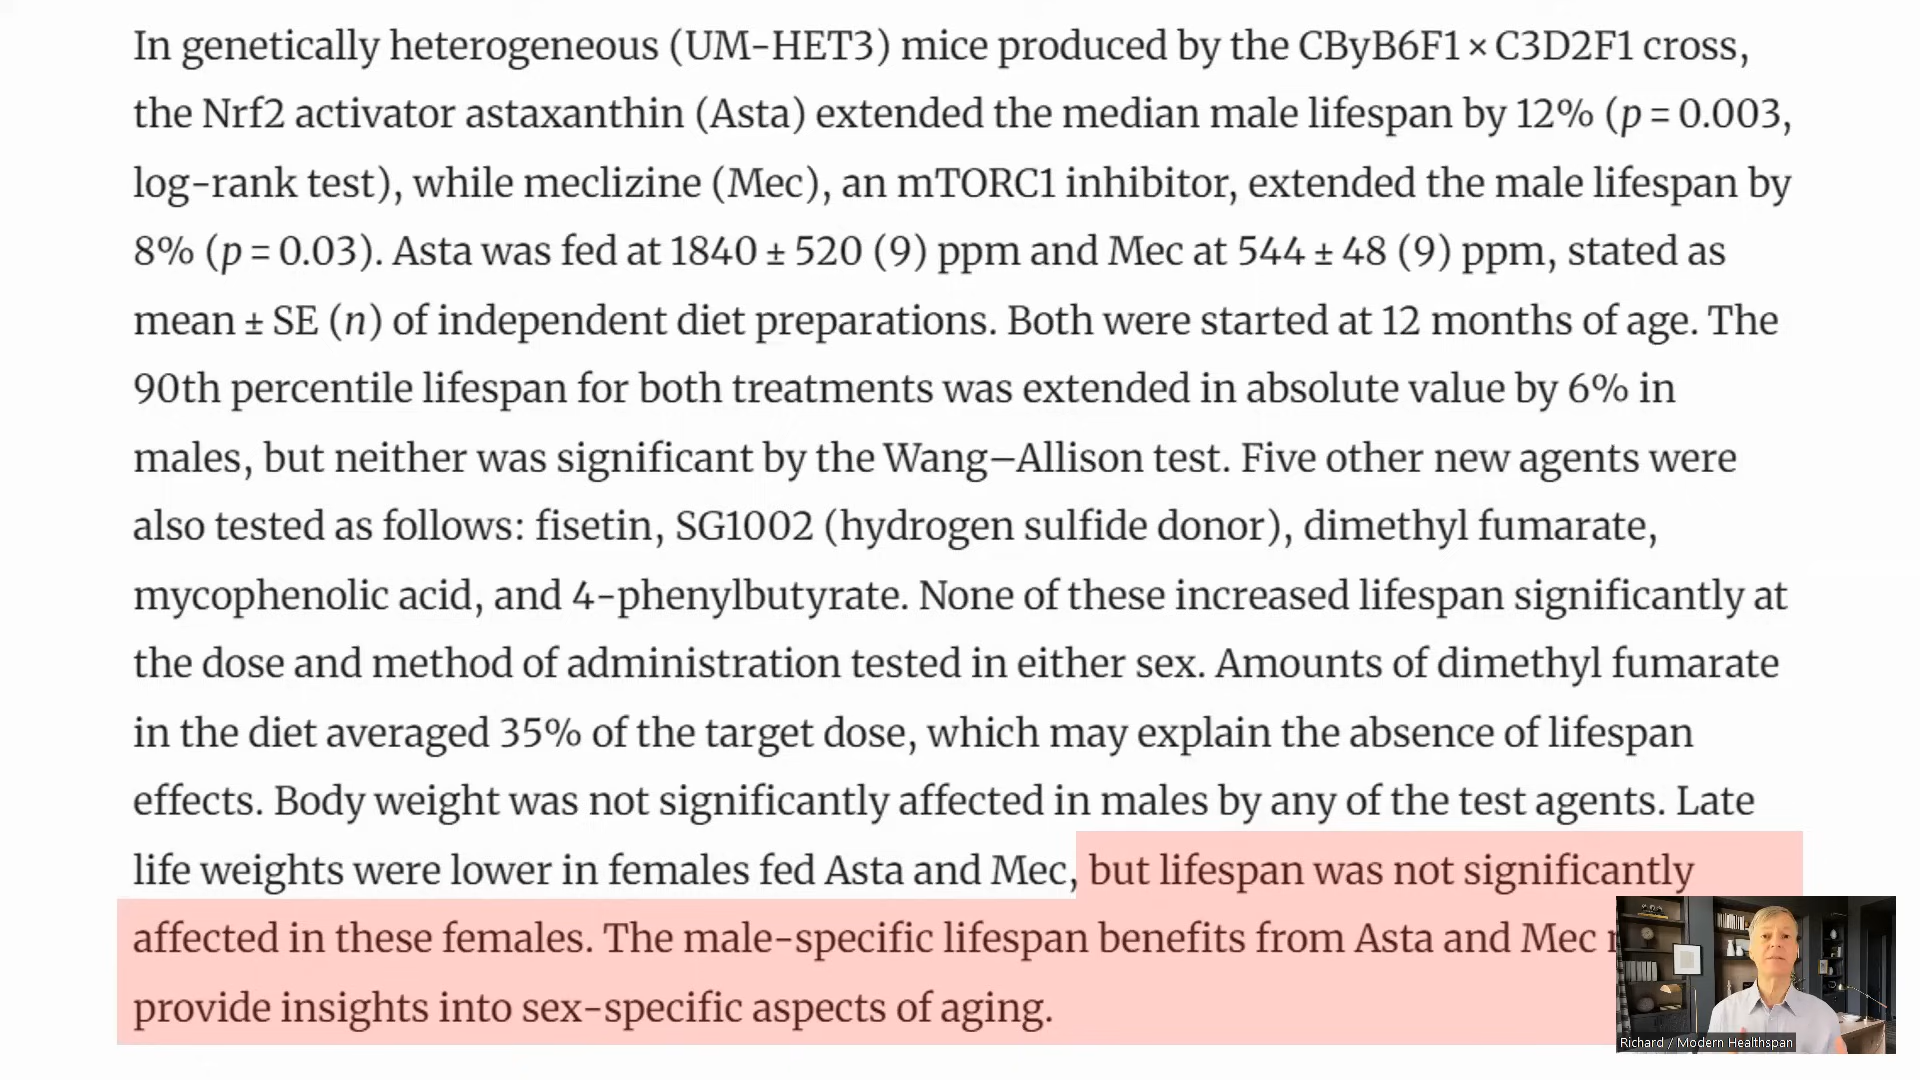 In genetically heterogeneous (UM-HET3) mice produced by the CByB6F1 × C3D2F1 cross,
the Nrf2 activator astaxanthin (Asta) extended the median male lifespan by 12% (p = 0.003,
log-rank test), while meclizine (Mec), an mTORC1 inhibitor, extended the male lifespan by
8% (p = 0.03). Asta was fed at 1840 ± 520 (9) ppm and Mec at 544 ± 48 (9) ppm, stated as
mean ± SE (n) of independent diet preparations. Both were started at 12 months of age. The
90th percentile lifespan for both treatments was extended in absolute value by 6% in
males, but neither was significant by the Wang–Allison test. Five other new agents were
also tested as follows: fisetin, SG1002 (hydrogen sulfide donor), dimethyl fumarate,
mycophenolic acid, and 4-phenylbutyrate. None of these increased lifespan significantly at
the dose and method of administration tested in either sex. Amounts of dimethyl fumarate
in the diet averaged 35% of the target dose, which may explain the absence of lifespan
effects. Body weight was not significantly affected in males by any of the test agents. Late
life weights were lower in females fed Asta and Mec, but lifespan was not significantly
affected in these females. The male-specific lifespan benefits from Asta and Mec
provide insights into sex-specific aspects of aging.
Richard / Modern Healthspan